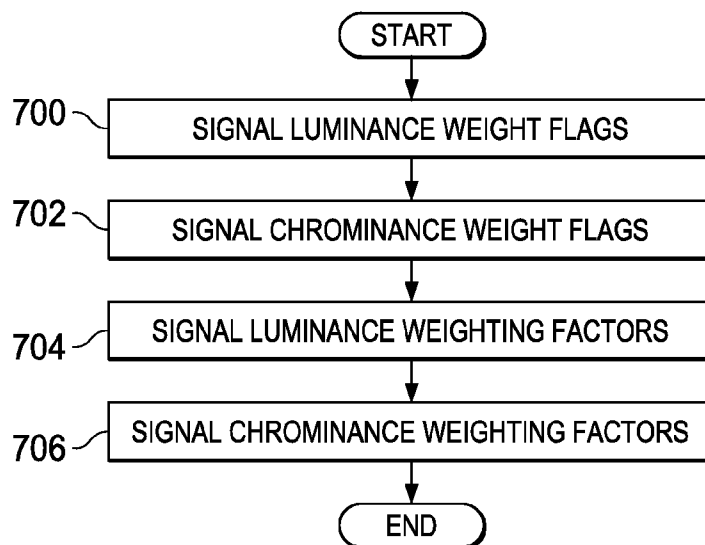 START
700
SIGNAL LUMINANCE WEIGHT FLAGS
702
SIGNAL CHROMINANCE WEIGHT FLAGS
704
SIGNAL LUMINANCE WEIGHTING FACTORS
706
SIGNAL CHROMINANCE WEIGHTING FACTORS
END